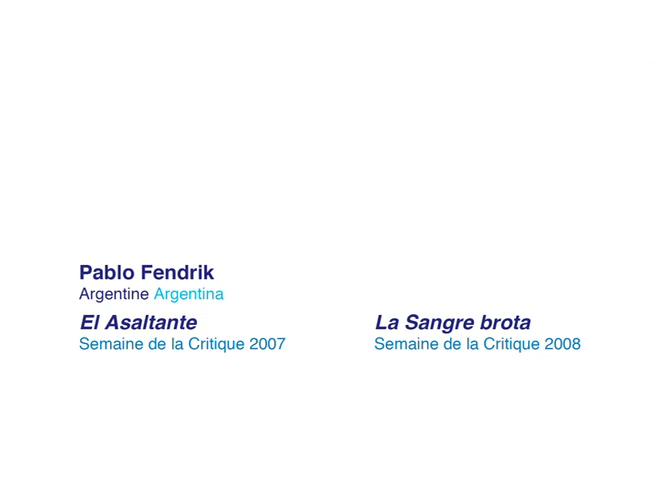 Pablo Fendrik
Argentine Argentina
El Asaltante
Semaine de la Critique 2007
La Sangre brota
Semaine de la Critique 2008